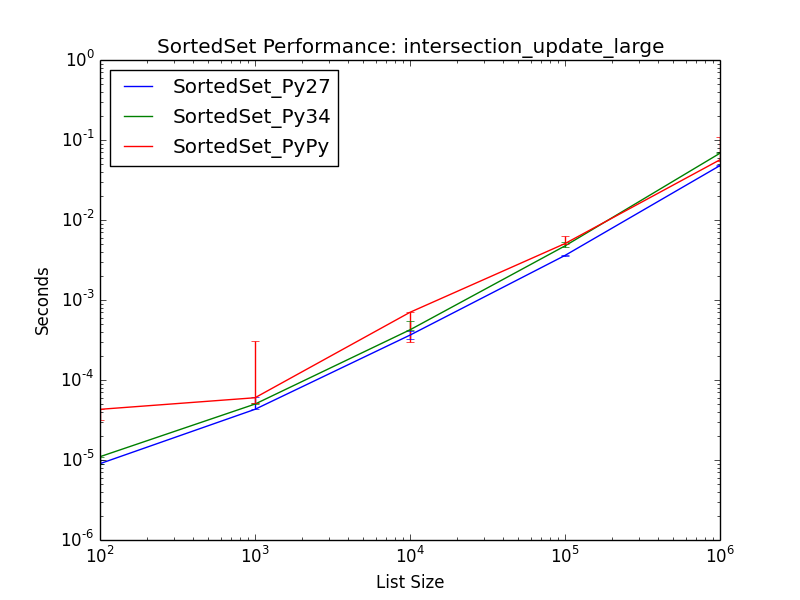 SortedSet Performance: intersection_update_large
SortedSet_Py27
SortedSet_Py34
SortedSet_PyPy
10^0
10^-1
10^-2
10^-3
10^-4
10^-5
10^-6
Seconds
10^2 10^3 10^4 10^5 10^6
List Size